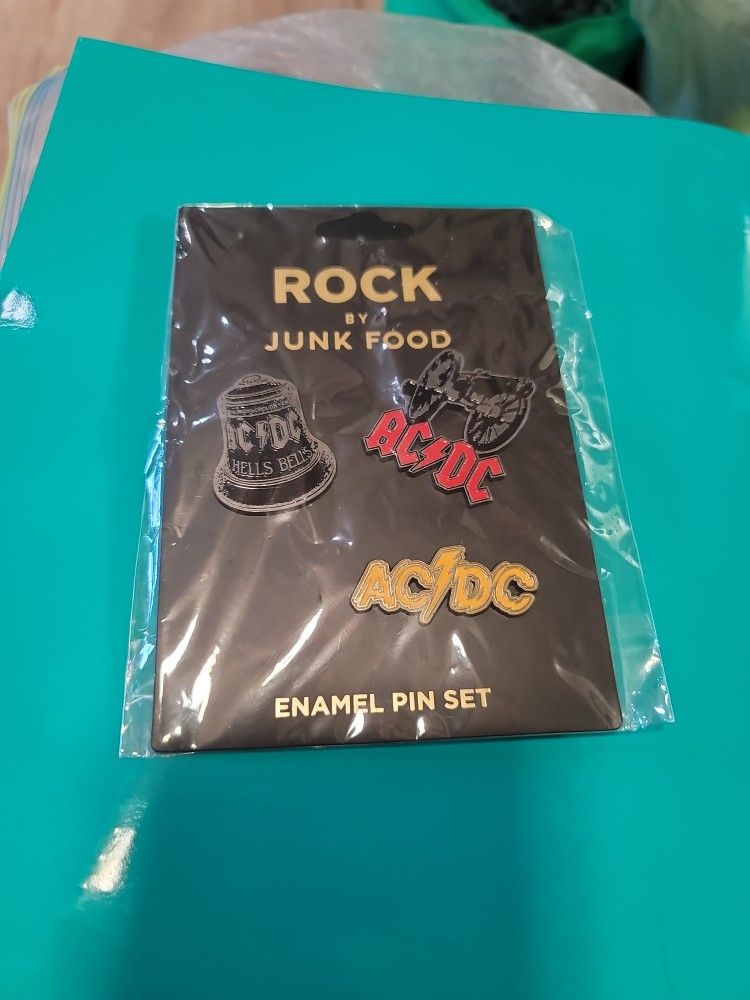 ROCK
BY
JUNK FOOD
AC⚡DC
HELLS BELLS
AC⚡DC
AC⚡DC
ENAMEL PIN SET